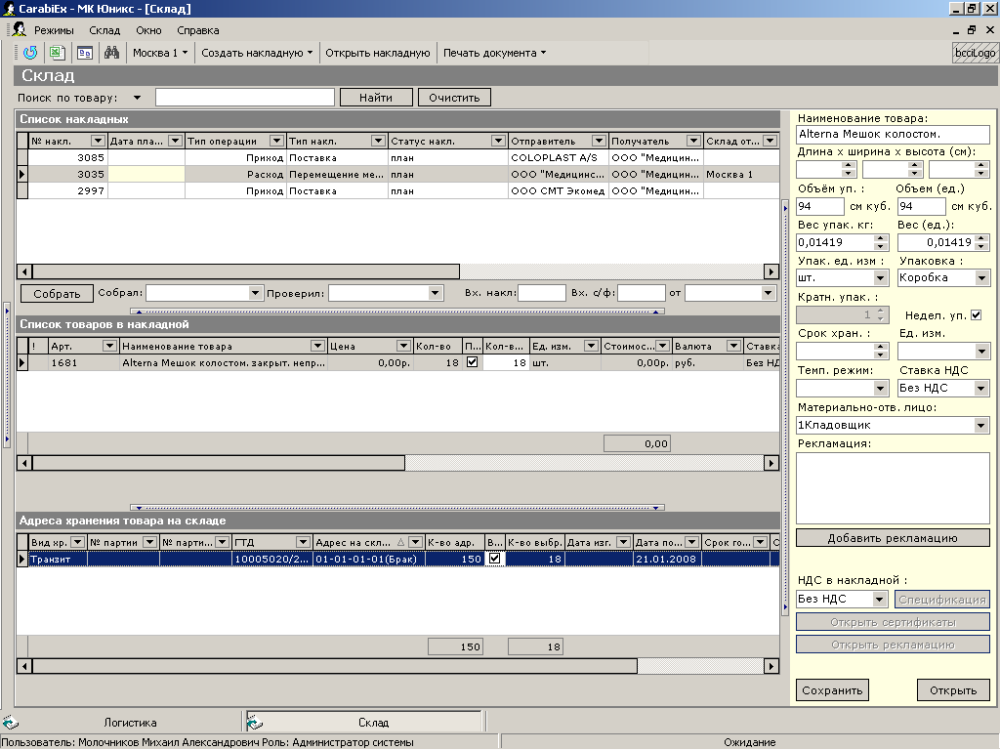 CarabiEx - МК Юникс - [Склад]
Режимы Склад Окно Справка
Москва 1 Создать накладную Открыть накладную Печать документа bcciLogo
Склад
Поиск по товару: Найти Очистить
Список накладных
№ накл. Дата пла... Тип операции Тип накл. Статус накл. Отправитель Получатель Склад от...
3085 Приход Поставка план COLOPLAST A/S ООО "Медицин...
3035 Расход Перемещение ме... план ООО "Медицинс... ООО "Медицин... Москва 1
2997 Приход Поставка план ООО СМТ Экомед ООО "Медицин...
Собрать Собрал: Проверил: Вх. накл: Вх. с/ф: от
Список товаров в накладной
! Арт. Наименование товара Цена Кол-во П... Кол-в... Ед. изм. Стоимос... Валюта Ставка
1681 Alterna Мешок колостом. закрыт. непр... 0,00р. 18 18 шт. 0,00р. руб. Без НД
0,00
Адреса хранения товара на складе
Вид хр. № партии № парти... ГТД Адрес на скл... К-во адр. В... К-во выбр. Дата изг. Дата по... Срок го... С
Транзит 10005020/2... 01-01-01-01(Брак) 150 18 21.01.2008
150 18
Наименование товара:
Alterna Мешок колостом.
Длина х ширина х высота (см):
Объём уп. : Объем (ед.)
94 см куб. 94 см куб.
Вес упак. кг: Вес (ед.):
0,01419 0,01419
Упак. ед. изм : Упаковка :
шт. Коробка
Кратн. упак. :
1 Недел. уп.
Срок хран. : Ед. изм.
Темп. режим: Ставка НДС
Без НДС
Материально-отв. лицо:
1Кладовщик
Рекламация:
Добавить рекламацию
НДС в накладной :
Без НДС Спецификация
Открыть сертификаты
Открыть рекламацию
Сохранить Открыть
Логистика Склад
Пользователь: Молочников Михаил Александрович Роль: Администратор системы Ожидание